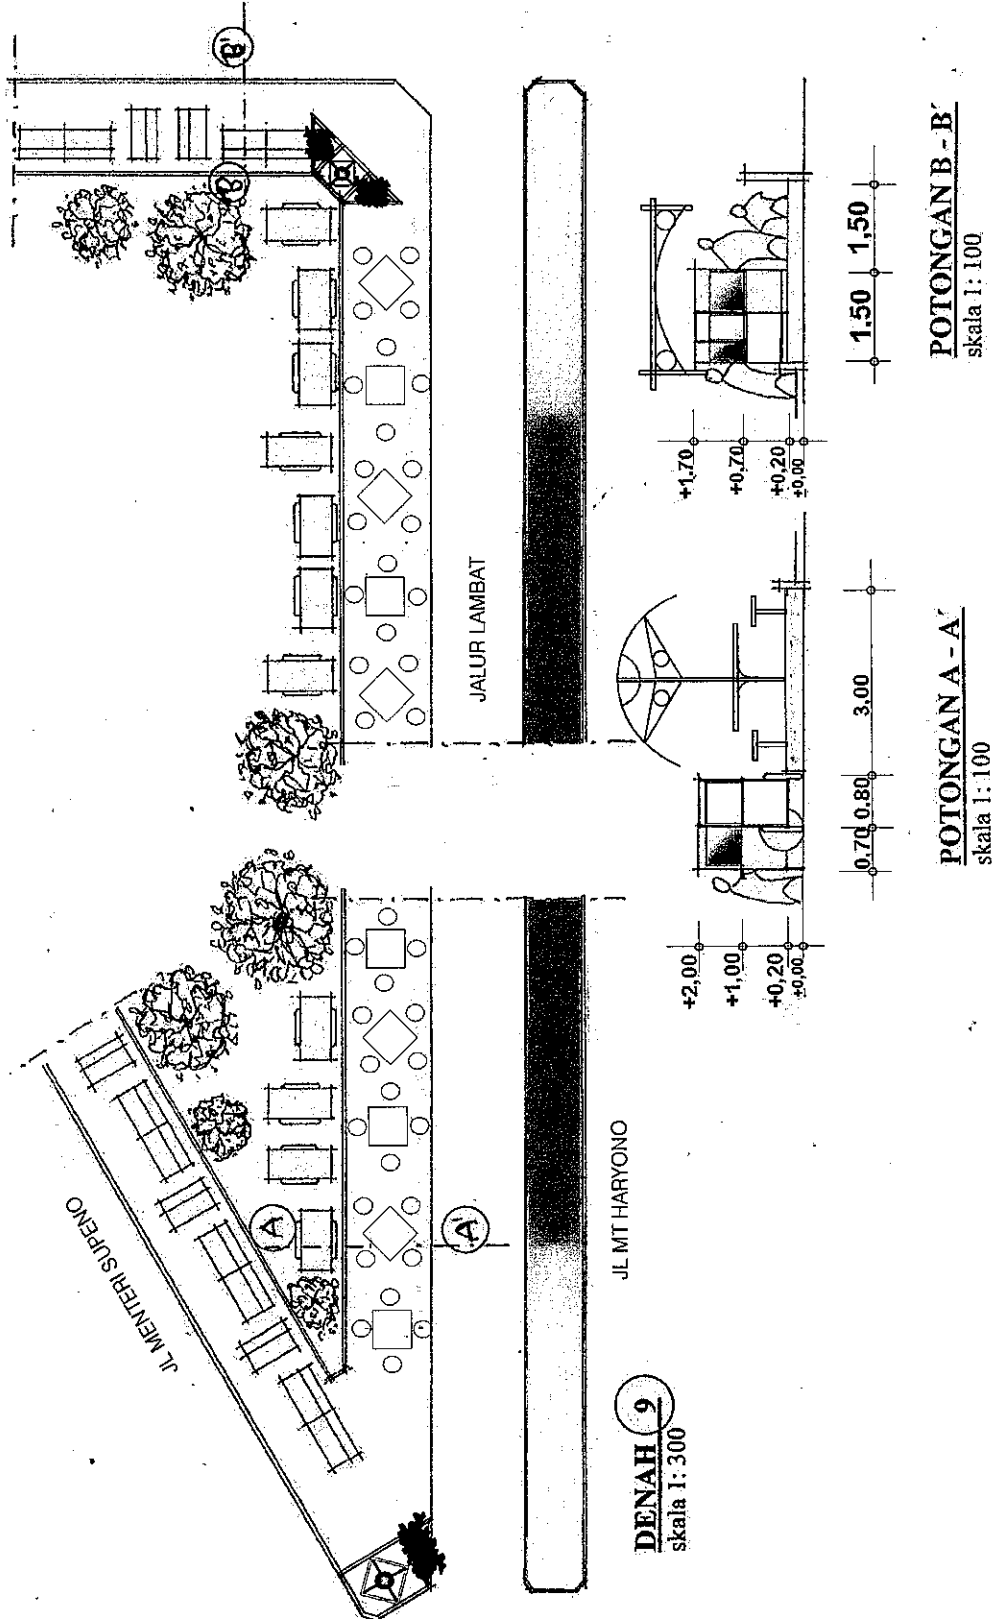 JL MENTERI SUPENO
A
A'
JALUR LAMBAT
JL MT HARYONO
DENAH 9
skala 1: 300
+2,00
+1,00
+0,20
±0,00
0.70
0.80
3,00
POTONGAN A - A'
skala 1: 100
+1.70
+0,70
+0,20
±0,00
1.50
1,50
POTONGAN B - B'
skala 1: 100